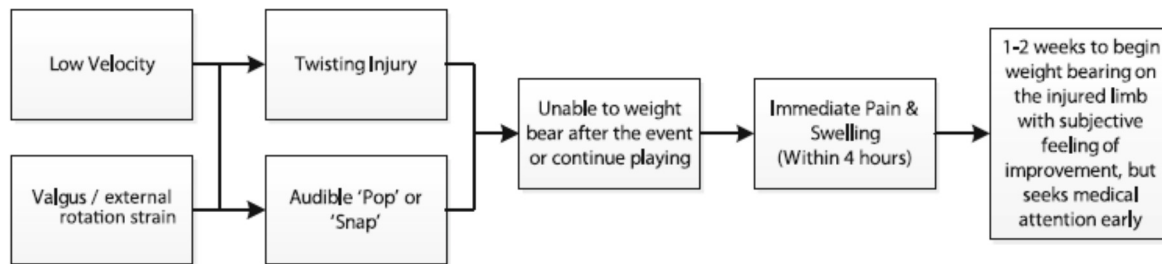 Low Velocity
Valgus / external
rotation strain
Twisting Injury
Audible ‘Pop’ or
‘Snap’
Unable to weight
bear after the event
or continue playing
Immediate Pain &
Swelling
(Within 4 hours)
1-2 weeks to begin
weight bearing on
the injured limb
with subjective
feeling of
improvement, but
seeks medical
attention early